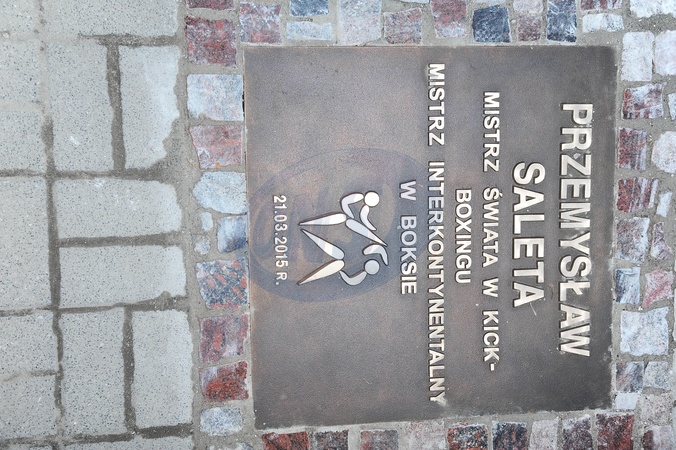 PRZEMYSŁAW
SALETA
MISTRZ ŚWIATA W KICK-
BOXINGU
MISTRZ INTERKONTYNENTALNY
W BOKSIE
21.03.2015 R.